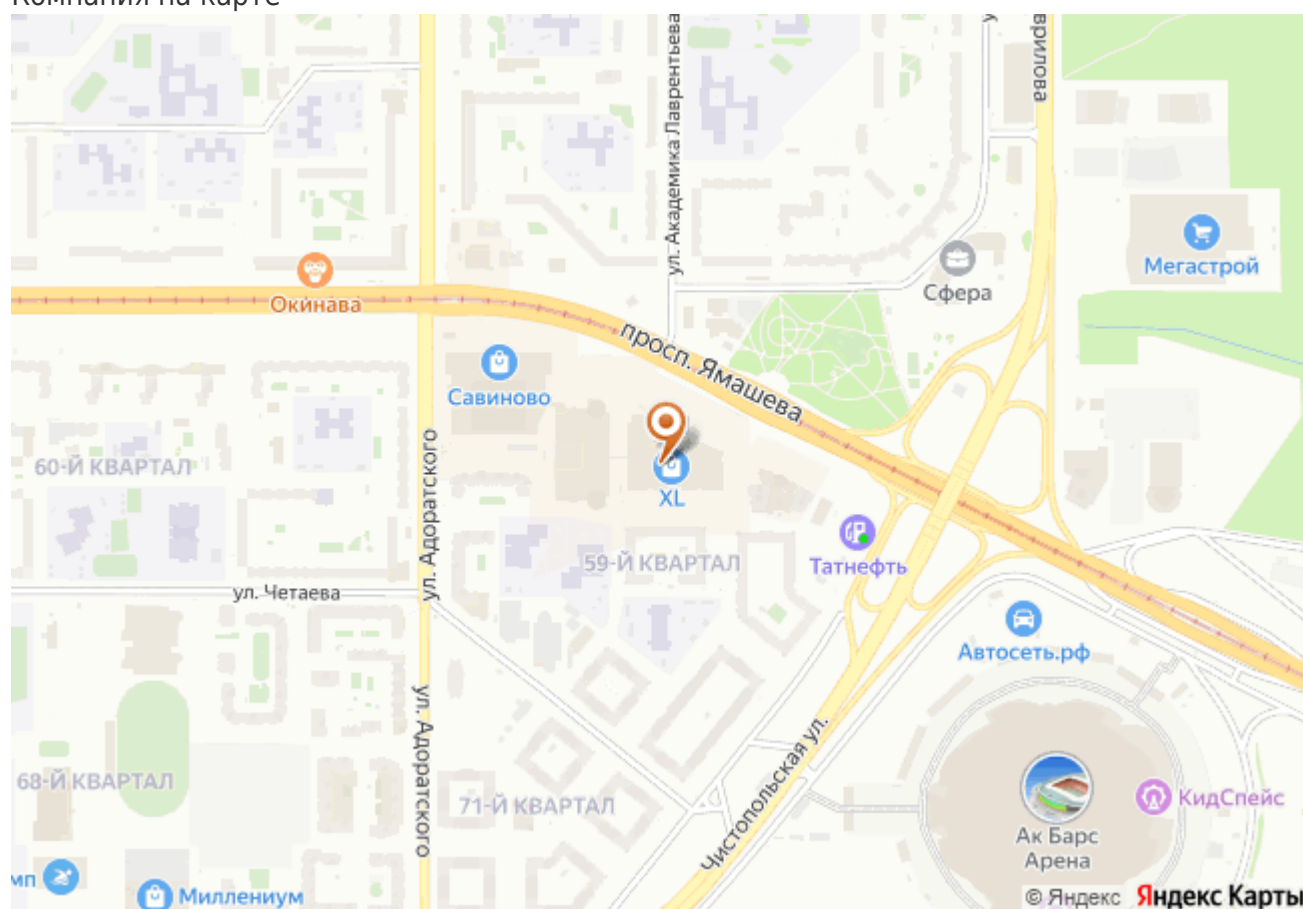 Компания на карте
ул. Академика Лаврентьева
врилова
Мегастрой
Сфера
Окинава
просп. Ямашева
Савиново
60-Й КВАРТАЛ
ул. Адоратского
XL
59-Й КВАРТАЛ
Татнефть
ул. Четаева
Автосеть.рф
ул. Адоратского
Чистопольская ул.
68-Й КВАРТАЛ
71-Й КВАРТАЛ
КидСпейс
Ак Барс
Арена
мп
Миллениум
© Яндекс Яндекс Карты